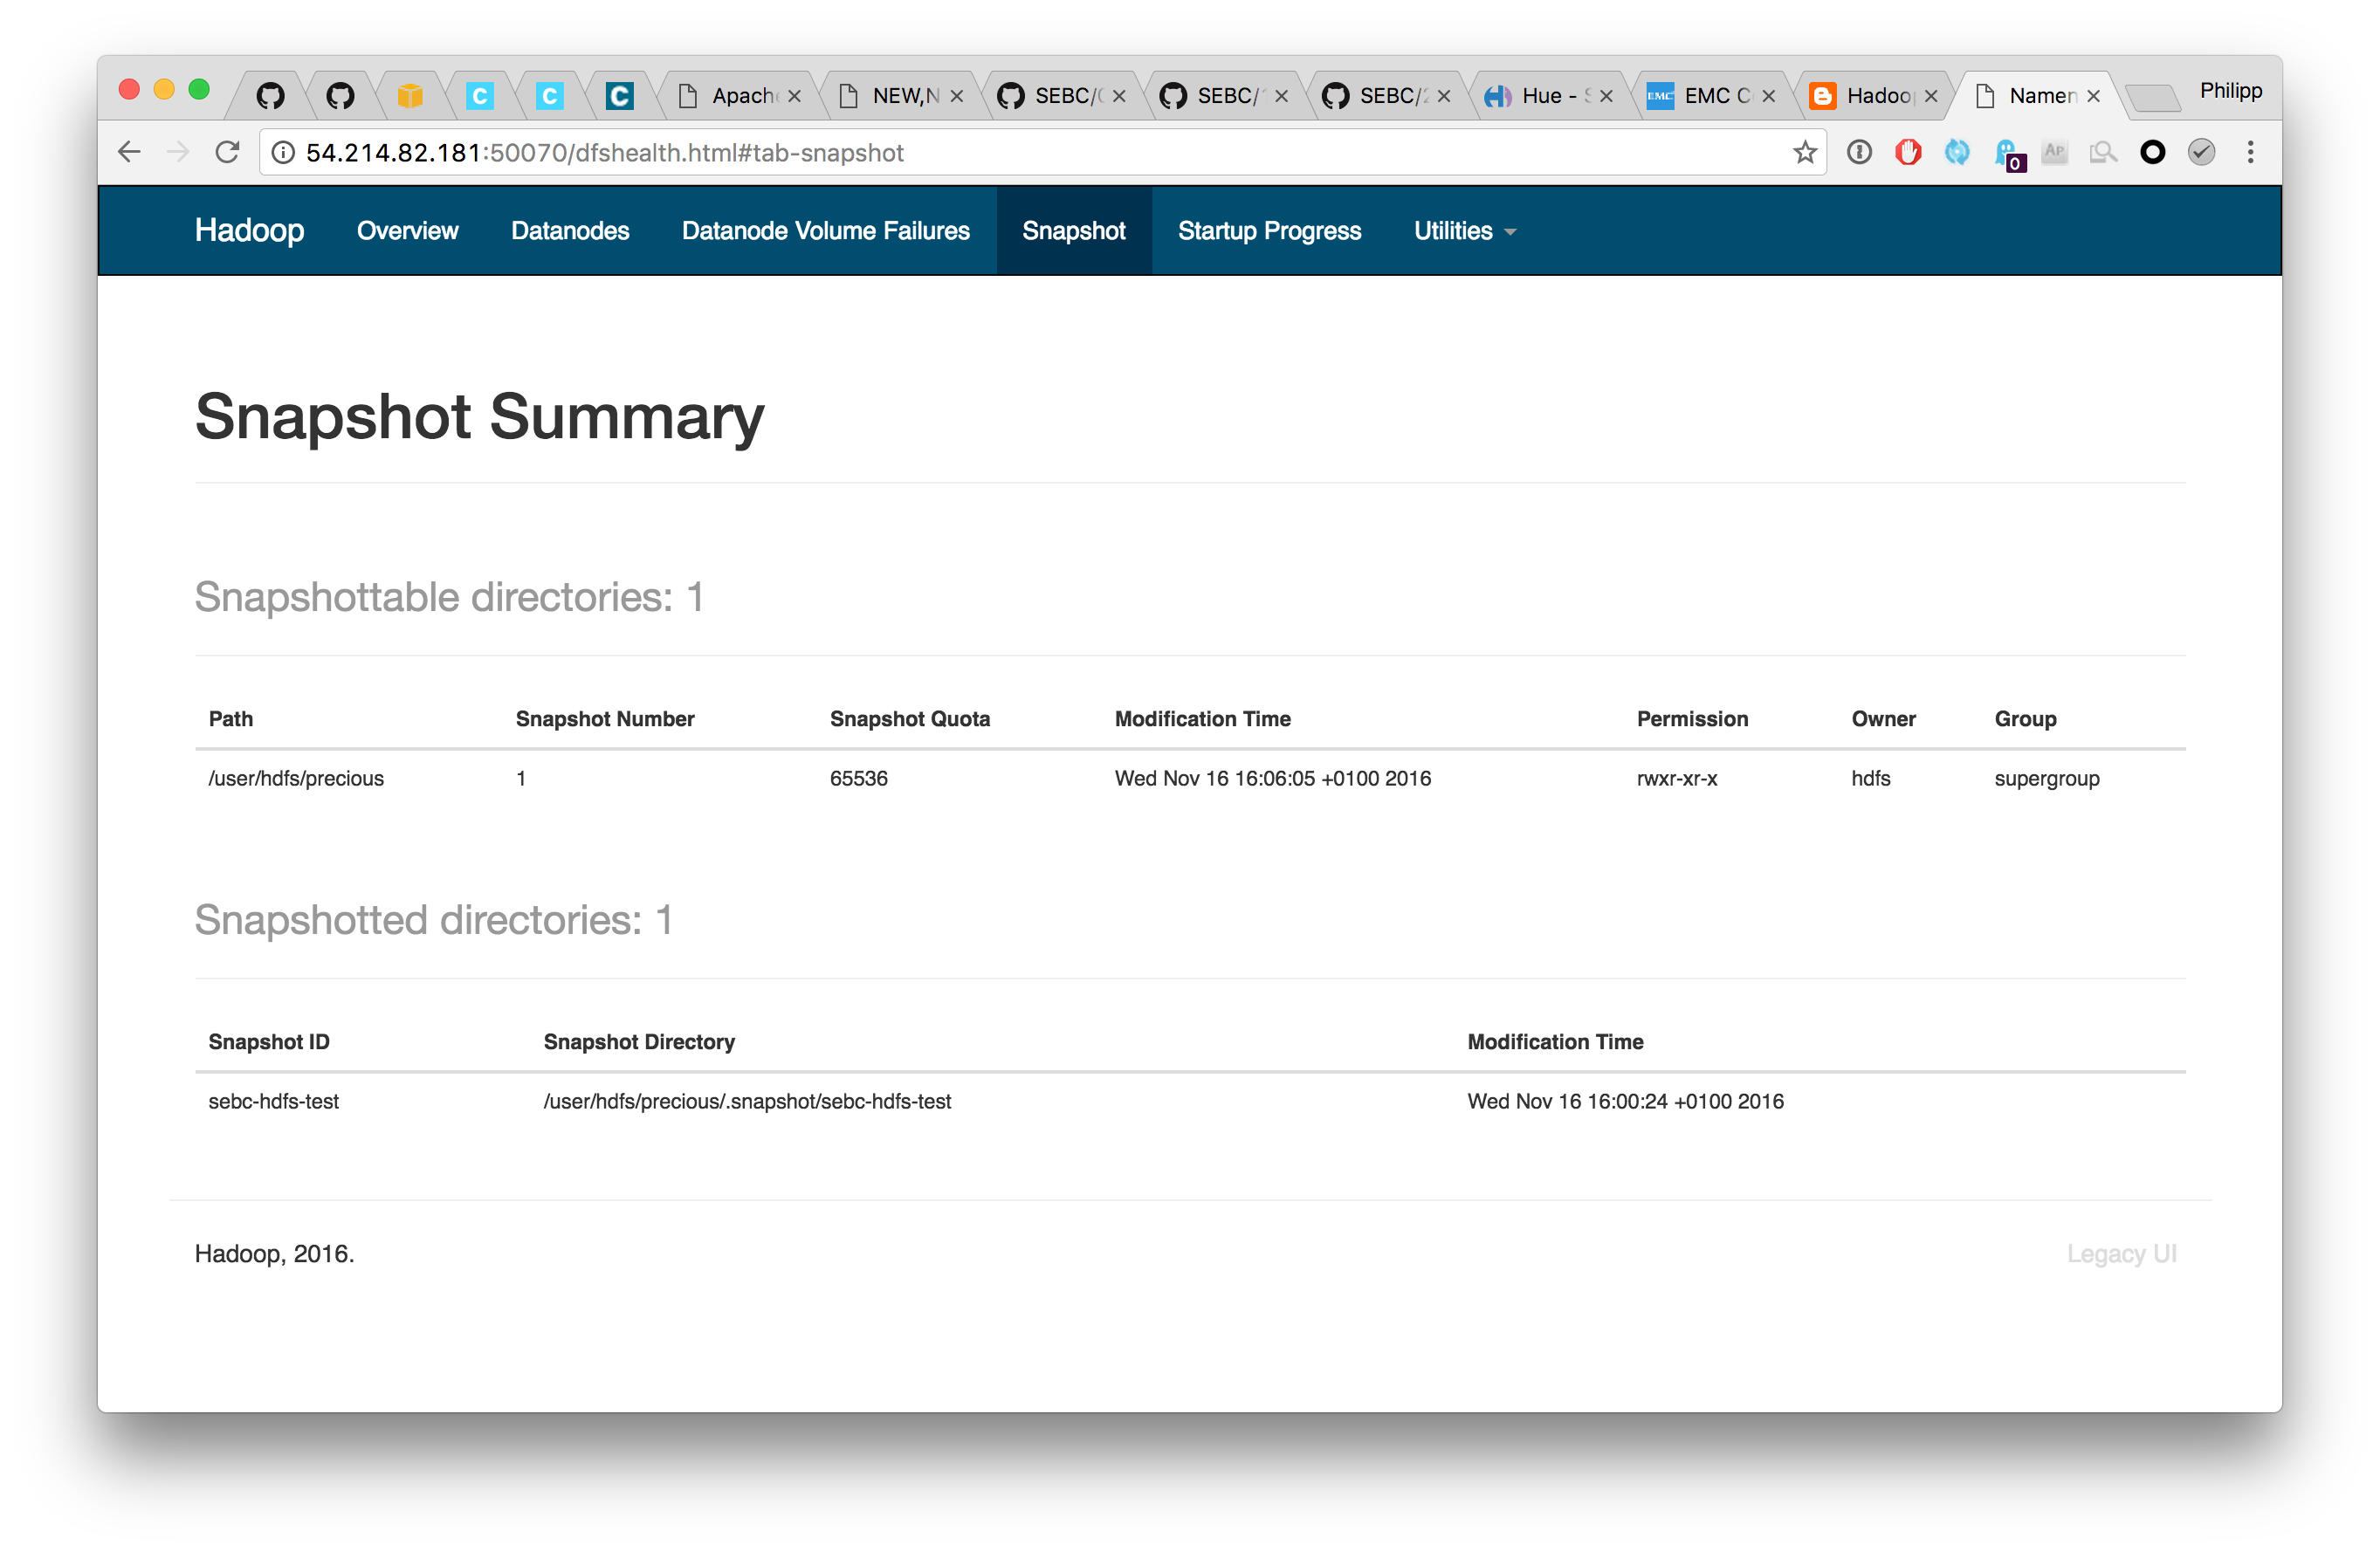 Apach NEW,N SEBC/ SEBC/ SEBC/ Hue - EMC C Hadoo Namen Philipp
54.214.82.181:50070/dfshealth.html#tab-snapshot
0 AP
Hadoop Overview Datanodes Datanode Volume Failures Snapshot Startup Progress Utilities
Snapshot Summary
Snapshottable directories: 1
Path Snapshot Number Snapshot Quota Modification Time Permission Owner Group
/user/hdfs/precious 1 65536 Wed Nov 16 16:06:05 +0100 2016 rwxr-xr-x hdfs supergroup
Snapshotted directories: 1
Snapshot ID Snapshot Directory Modification Time
sebc-hdfs-test /user/hdfs/precious/.snapshot/sebc-hdfs-test Wed Nov 16 16:00:24 +0100 2016
Hadoop, 2016. Legacy UI